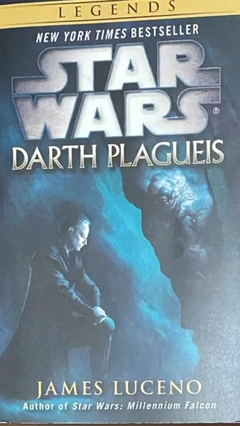 LEGENDS
NEW YORK TIMES BESTSELLER
STAR
WARS®
DARTH PLAGUEIS
JAMES LUCENO
Author of Star Wars: Millennium Falcon